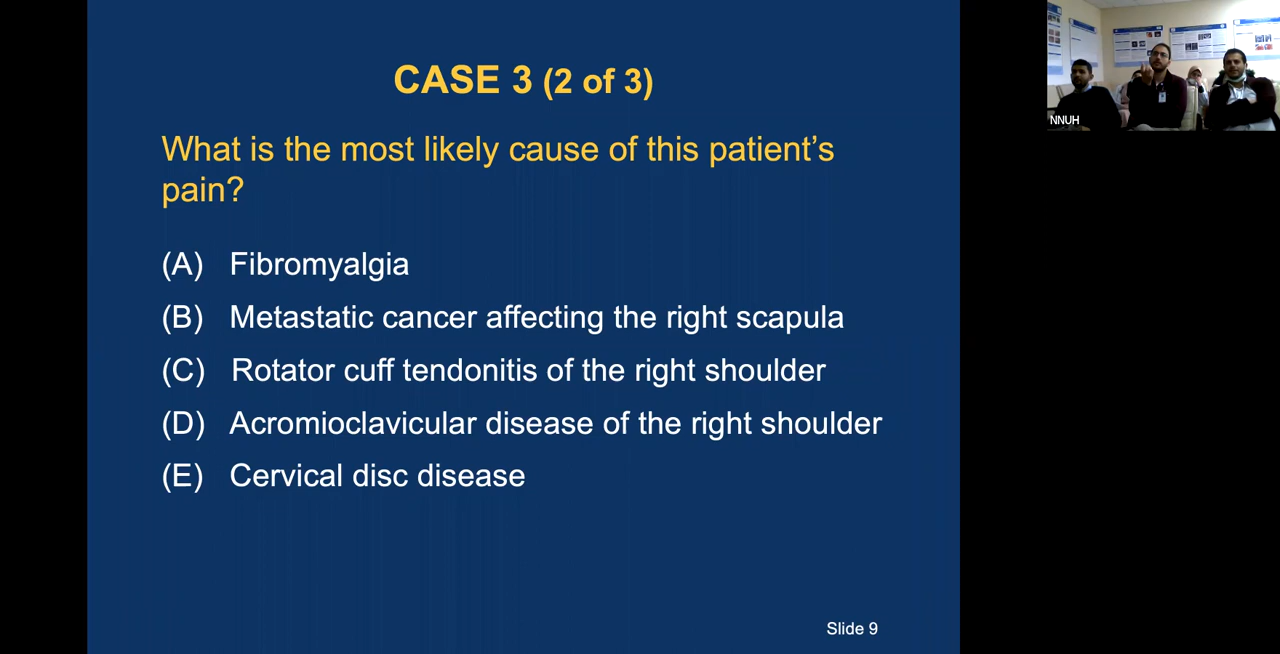 CASE 3 (2 of 3)
What is the most likely cause of this patient’s
pain?
(A) Fibromyalgia
(B) Metastatic cancer affecting the right scapula
(C) Rotator cuff tendonitis of the right shoulder
(D) Acromioclavicular disease of the right shoulder
(E) Cervical disc disease
Slide 9
NNUH